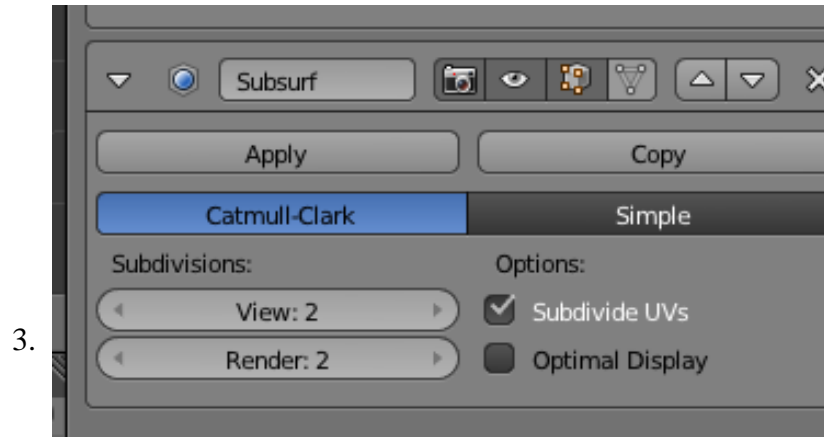 Subsurf
Apply Copy
Catmull-Clark Simple
Subdivisions: Options:
View: 2 Subdivide UVs
3.
Render: 2 Optimal Display